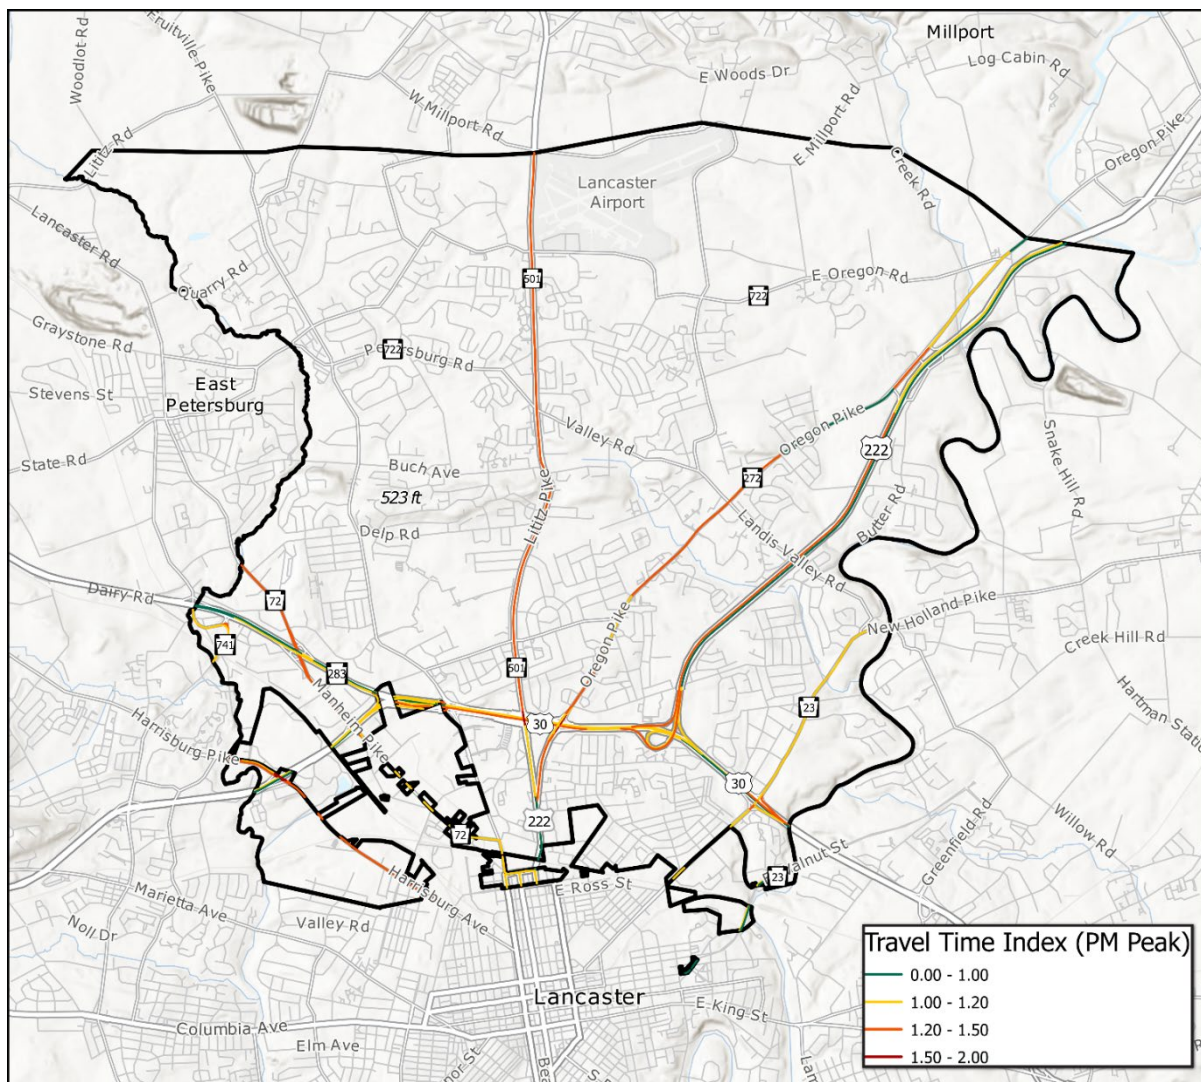 Millport
Log Cabin Rd
Woodlot Rd
Fruitville Pike
E Woods Dr
W Millport Rd
E Millport Rd
Oregon Pike
Lititz Rd
Creek Rd
Lancaster
Airport
Lancaster Rd
Quarry Rd
501
E Oregon Rd
722
Graystone Rd
722
Petersburg Rd
East
Petersburg
Stevens St
Valley Rd
Oregon Pike
222
Snake Hill Rd
State Rd
Buch Ave
523 ft
Lititz Pike
272
Butter Rd
Landis Valley Rd
Delp Rd
Dairy Rd
72
Oregon Pike
New Holland Pike
Creek Hill Rd
741
283
501
Manheim Pike
23
Hartman Stati
Harrisburg Pike
30
30
222
72
Greenfield Rd
Willow Rd
Walnut St
23
E Ross St
Harrisburg Ave
Marietta Ave
Valley Rd
Noll Dr
Lancaster
E King St
Columbia Ave
Elm Ave
nor St
Bea
S
Lam
Travel Time Index (PM Peak)
0.00 - 1.00
1.00 - 1.20
1.20 - 1.50
1.50 - 2.00